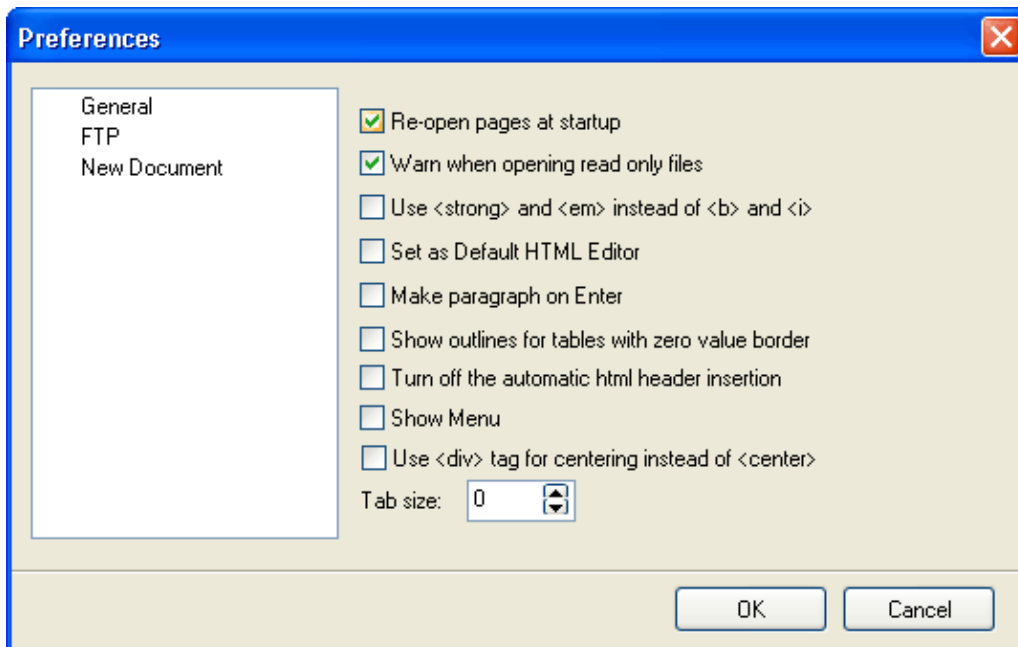 Preferences
General
FTP
New Document
Re-open pages at startup
Warn when opening read only files
Use <strong> and <em> instead of <b> and <i>
Set as Default HTML Editor
Make paragraph on Enter
Show outlines for tables with zero value border
Turn off the automatic html header insertion
Show Menu
Use <div> tag for centering instead of <center>
Tab size: 0
OK Cancel